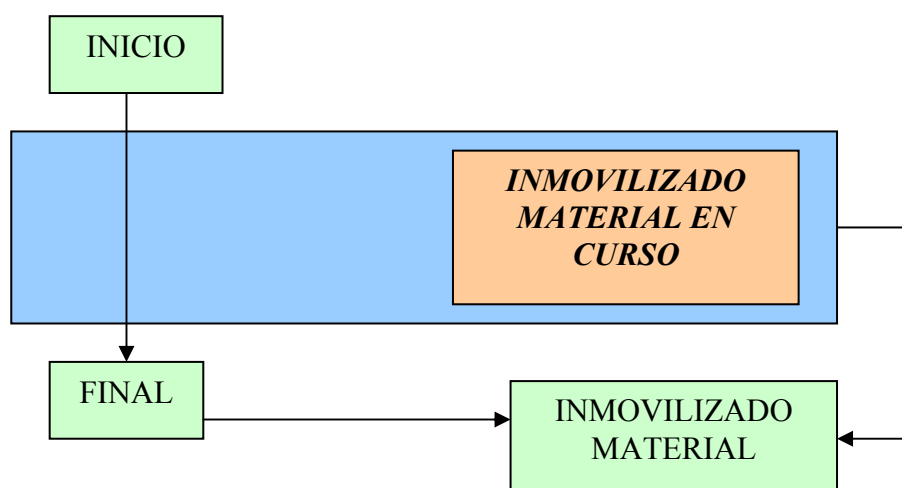 INICIO
INMOVILIZADO
MATERIAL EN
CURSO
FINAL
INMOVILIZADO
MATERIAL